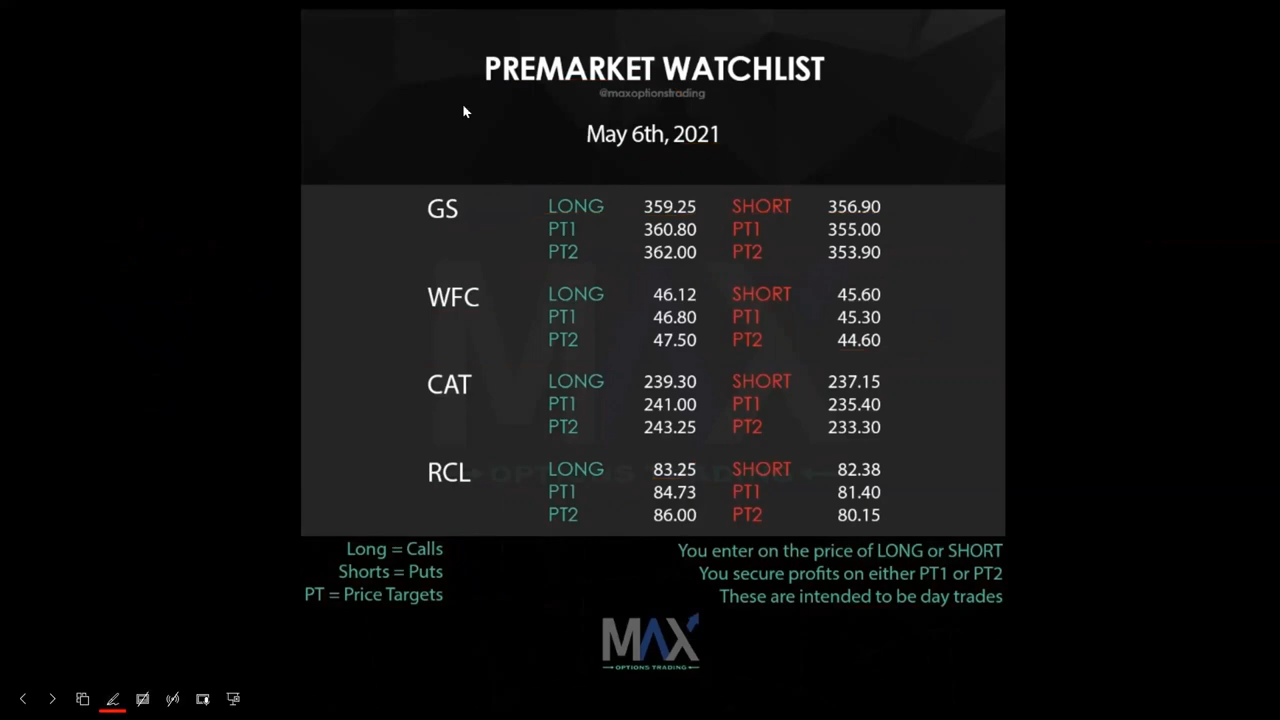 PREMARKET WATCHLIST
@maxoptionstrading
May 6th, 2021
GS LONG 359.25 SHORT 356.90
PT1 360.80 PT1 355.00
PT2 362.00 PT2 353.90
WFC LONG 46.12 SHORT 45.60
PT1 46.80 PT1 45.30
PT2 47.50 PT2 44.60
CAT LONG 239.30 SHORT 237.15
PT1 241.00 PT1 235.40
PT2 243.25 PT2 233.30
RCL LONG 83.25 SHORT 82.38
PT1 84.73 PT1 81.40
PT2 86.00 PT2 80.15
Long = Calls
Shorts = Puts
PT = Price Targets
You enter on the price of LONG or SHORT
You secure profits on either PT1 or PT2
These are intended to be day trades
MAX
OPTIONS TRADING